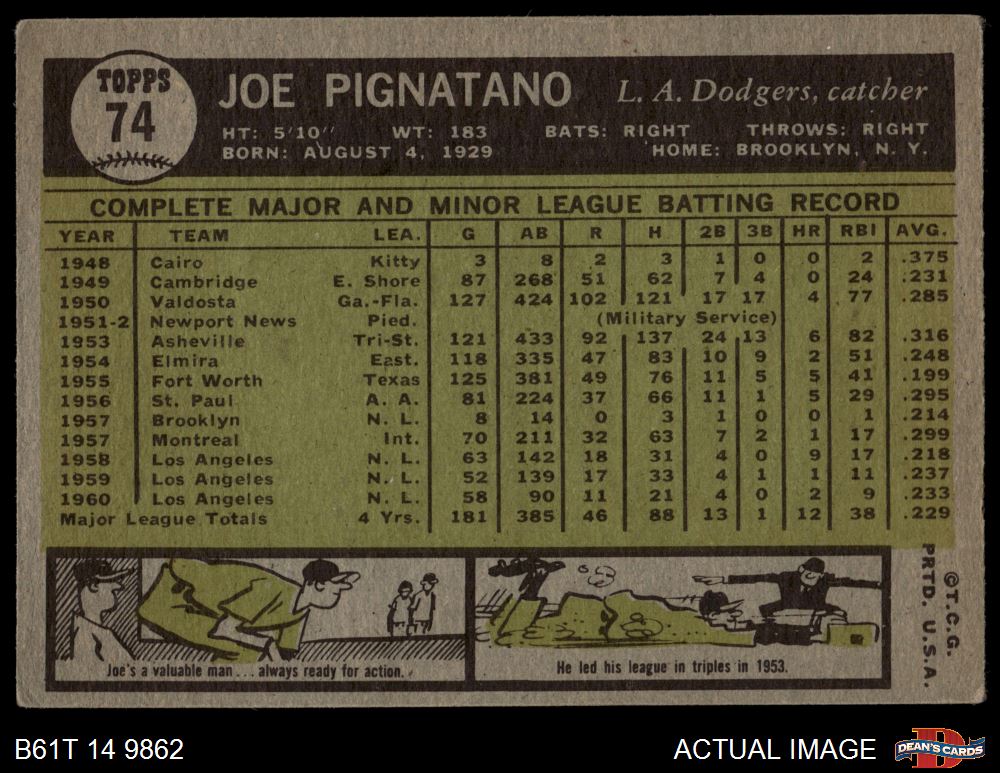 TOPPS
74
JOE PIGNATANO L. A. Dodgers, catcher
HT: 5'10" WT: 183 BATS: RIGHT THROWS: RIGHT
BORN: AUGUST 4, 1929 HOME: BROOKLYN, N. Y.
COMPLETE MAJOR AND MINOR LEAGUE BATTING RECORD
YEAR TEAM LEA. G AB R H 2B 3B HR RBI AVG.
1948 Cairo Kitty 3 8 2 3 1 0 0 2 .375
1949 Cambridge E. Shore 87 268 51 62 7 4 0 24 .231
1950 Valdosta Ga.-Fla. 127 424 102 121 17 17 4 77 .285
1951-2 Newport News Pied. (Military Service)
1953 Asheville Tri-St. 121 433 92 137 24 13 6 82 .316
1954 Elmira East. 118 335 47 83 10 9 2 51 .248
1955 Fort Worth Texas 125 381 49 76 11 5 5 41 .199
1956 St. Paul A. A. 81 224 37 66 11 1 5 29 .295
1957 Brooklyn N. L. 8 14 0 3 1 0 0 1 .214
1957 Montreal Int. 70 211 32 63 7 2 1 17 .299
1958 Los Angeles N. L. 63 142 18 31 4 0 9 17 .218
1959 Los Angeles N. L. 52 139 17 33 4 1 1 11 .237
1960 Los Angeles N. L. 58 90 11 21 4 0 2 9 .233
Major League Totals 4 Yrs. 181 385 46 88 13 1 12 38 .229
Joe's a valuable man ... always ready for action.
He led his league in triples in 1953.
©T.C.G.
PRTD. U.S.A.
B61T 14 9862
ACTUAL IMAGE
D
DEAN'S CARDS